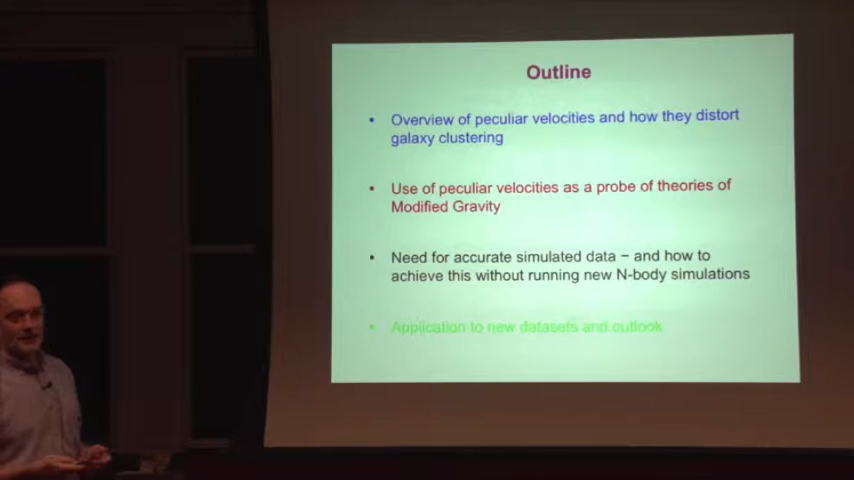 Outline
• Overview of peculiar velocities and how they distort
galaxy clustering
• Use of peculiar velocities as a probe of theories of
Modified Gravity
• Need for accurate simulated data – and how to
achieve this without running new N-body simulations
• Application to new datasets and outlook